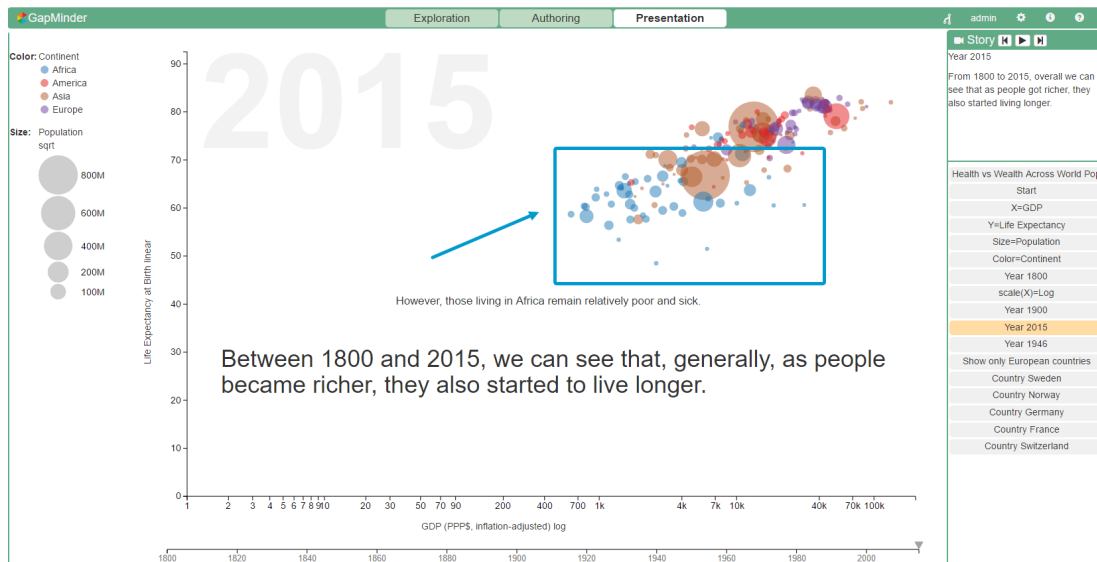 GapMinder
Exploration
Authoring
Presentation
admin
Color: Continent
Africa
America
Asia
Europe
Size: Population
sqrt
800M
600M
400M
200M
100M
2015
Life Expectancy at Birth linear
90
80
70
60
50
40
30
20
10
0
However, those living in Africa remain relatively poor and sick.
Between 1800 and 2015, we can see that, generally, as people
became richer, they also started to live longer.
1 2 3 4 5 6 7 8 9 10 20 30 50 70 90 200 400 700 1k 4k 7k 10k 40k 70k 100k
GDP (PPP$, inflation-adjusted) log
1800 1820 1840 1860 1880 1900 1920 1940 1960 1980 2000
Story
Year 2015
From 1800 to 2015, overall we can
see that as people got richer, they
also started living longer.
Health vs Wealth Across World Pop
Start
X=GDP
Y=Life Expectancy
Size=Population
Color=Continent
Year 1800
scale(X)=Log
Year 1900
Year 2015
Year 1946
Show only European countries
Country Sweden
Country Norway
Country Germany
Country France
Country Switzerland